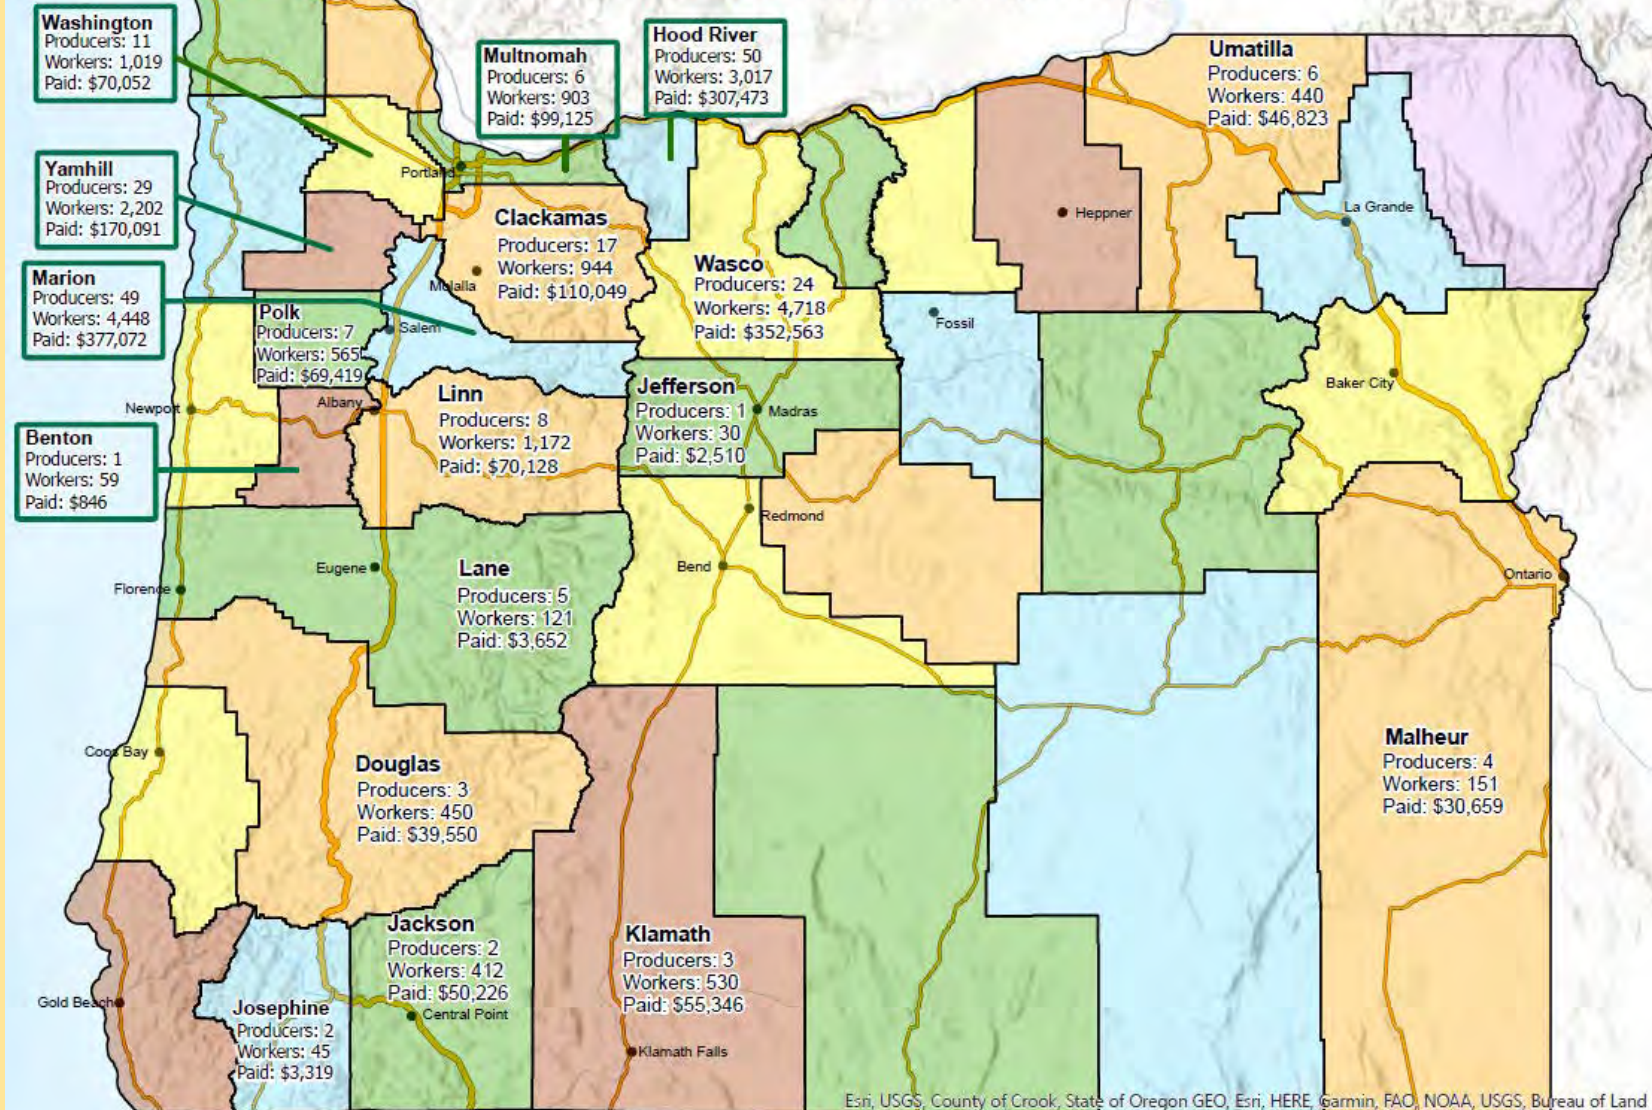 Washington
Producers: 11
Workers: 1,019
Paid: $70,052
Multnomah
Producers: 6
Workers: 903
Paid: $99,125
Hood River
Producers: 50
Workers: 3,017
Paid: $307,473
Umatilla
Producers: 6
Workers: 440
Paid: $46,823
Yamhill
Producers: 29
Workers: 2,202
Paid: $170,091
Portland
Heppner
La Grande
Clackamas
Producers: 17
Workers: 944
Paid: $110,049
Molalla
Wasco
Producers: 24
Workers: 4,718
Paid: $352,563
Marion
Producers: 49
Workers: 4,448
Paid: $377,072
Polk
Producers: 7
Workers: 565
Paid: $69,419
Salem
Fossil
Baker City
Jefferson
Producers: 1
Workers: 30
Paid: $2,510
Madras
Linn
Producers: 8
Workers: 1,172
Paid: $70,128
Albany
Newport
Benton
Producers: 1
Workers: 59
Paid: $846
Redmond
Bend
Eugene
Florence
Lane
Producers: 5
Workers: 121
Paid: $3,652
Ontario
Coos Bay
Douglas
Producers: 3
Workers: 450
Paid: $39,550
Malheur
Producers: 4
Workers: 151
Paid: $30,659
Jackson
Producers: 2
Workers: 412
Paid: $50,226
Central Point
Klamath
Producers: 3
Workers: 530
Paid: $55,346
Klamath Falls
Gold Beach
Josephine
Producers: 2
Workers: 45
Paid: $3,319
Esri, USGS, County of Crook, State of Oregon GEO, Esri, HERE, Garmin, FAO, NOAA, USGS, Bureau of Land